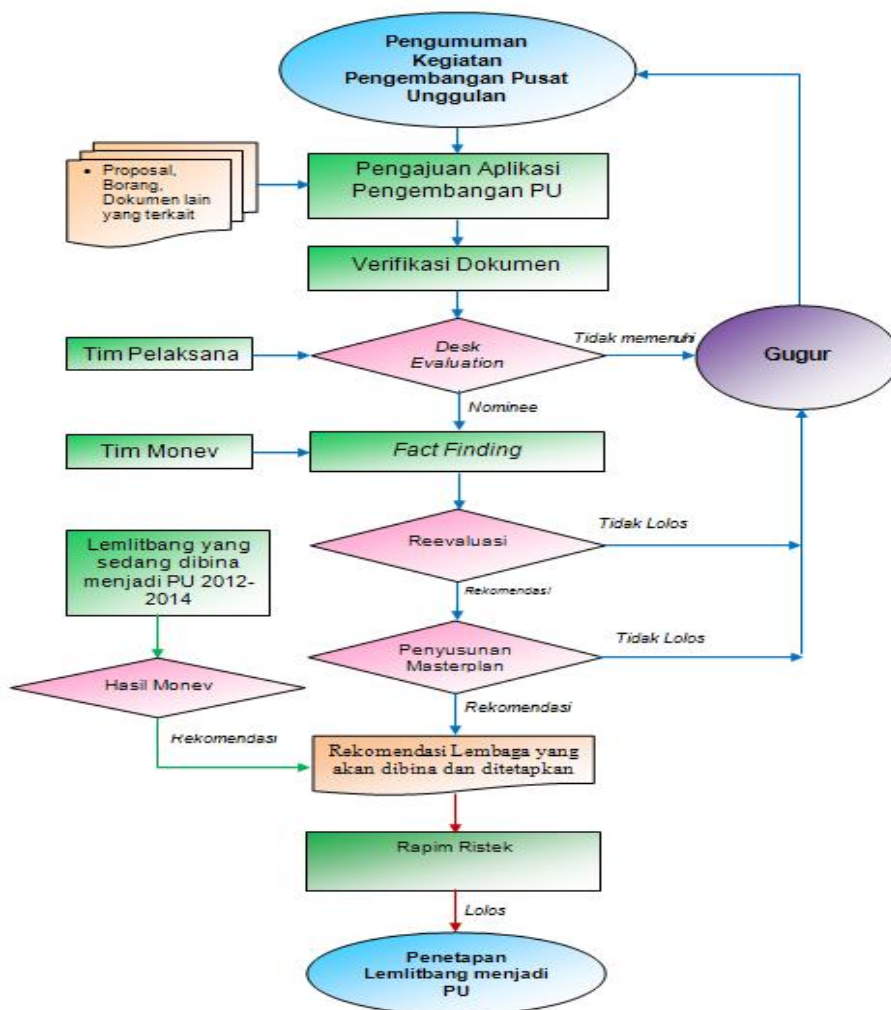 Pengumuman
Kegiatan
Pengembangan Pusat
Unggulan
• Proposal,
Borang,
Dokumen lain
yang terkait
Pengajuan Aplikasi
Pengembangan PU
Verifikasi Dokumen
Tim Pelaksana
Desk
Evaluation
Tidak memenuhi
Gugur
Nominee
Tim Monev
Fact Finding
Lemlitbang yang
sedang dibina
menjadi PU 2012-
2014
Reevaluasi
Tidak Lolos
Rekomendasi
Penyusunan
Masterplan
Tidak Lolos
Hasil Monev
Rekomendasi
Rekomendasi
Rekomendasi Lembaga yang
akan dibina dan ditetapkan
Rapim Ristek
Lolos
Penetapan
Lemlitbang menjadi
PU